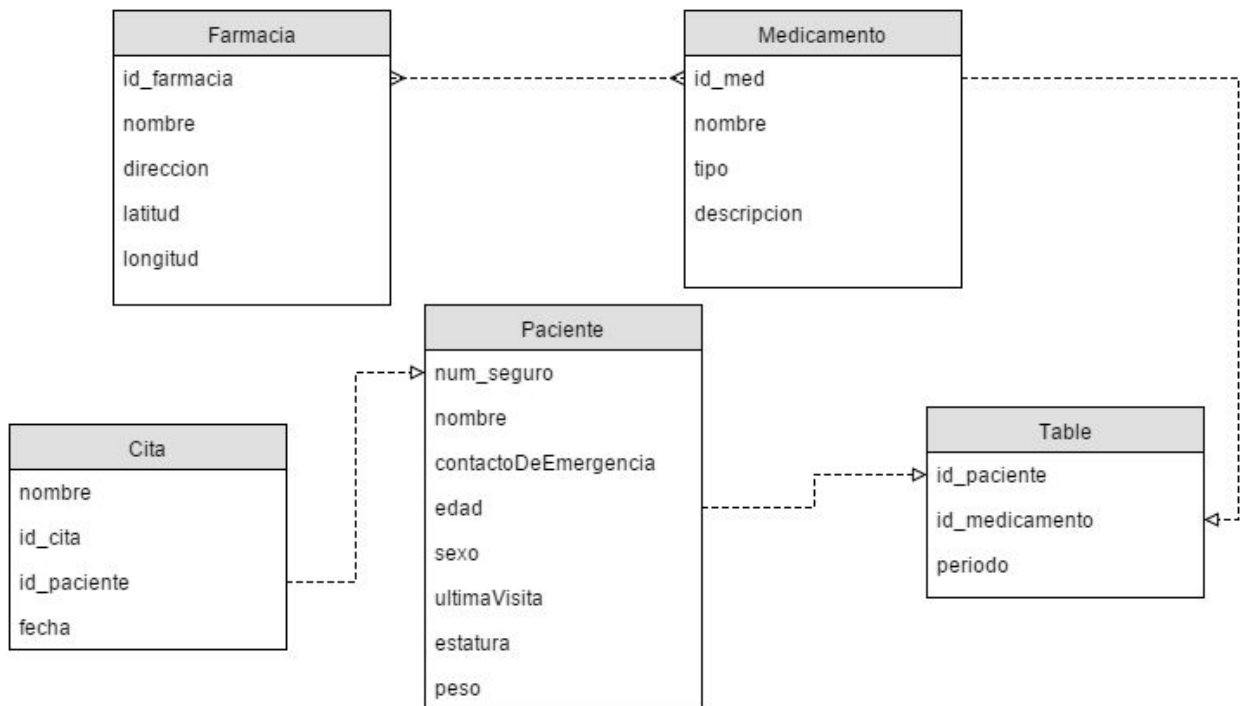 Farmacia
id_farmacia
nombre
direccion
latitud
longitud
Medicamento
id_med
nombre
tipo
descripcion
Paciente
num_seguro
nombre
contactoDeEmergencia
edad
sexo
ultimaVisita
estatura
peso
Cita
nombre
id_cita
id_paciente
fecha
Table
id_paciente
id_medicamento
periodo